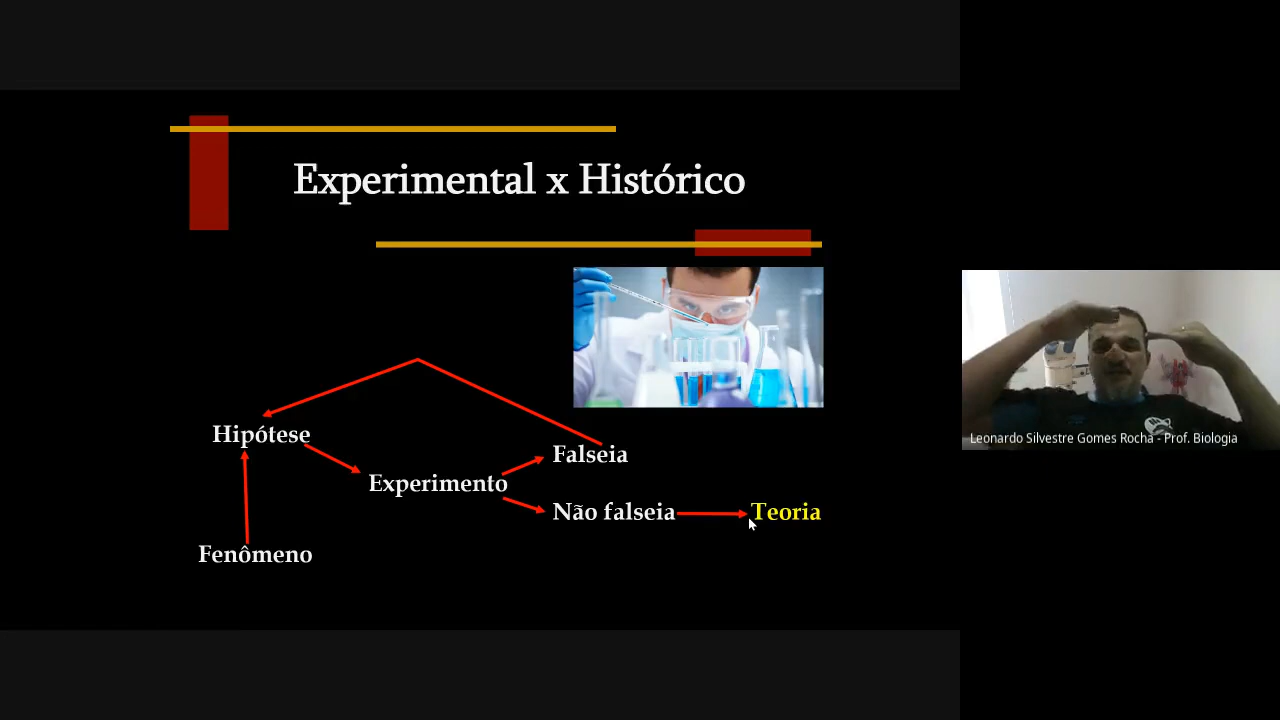 Experimental x Histórico
Hipótese
Falseia
Experimento
Não falseia
Teoria
Fenômeno
Leonardo Silvestre Gomes Rocha - Prof. Biologia